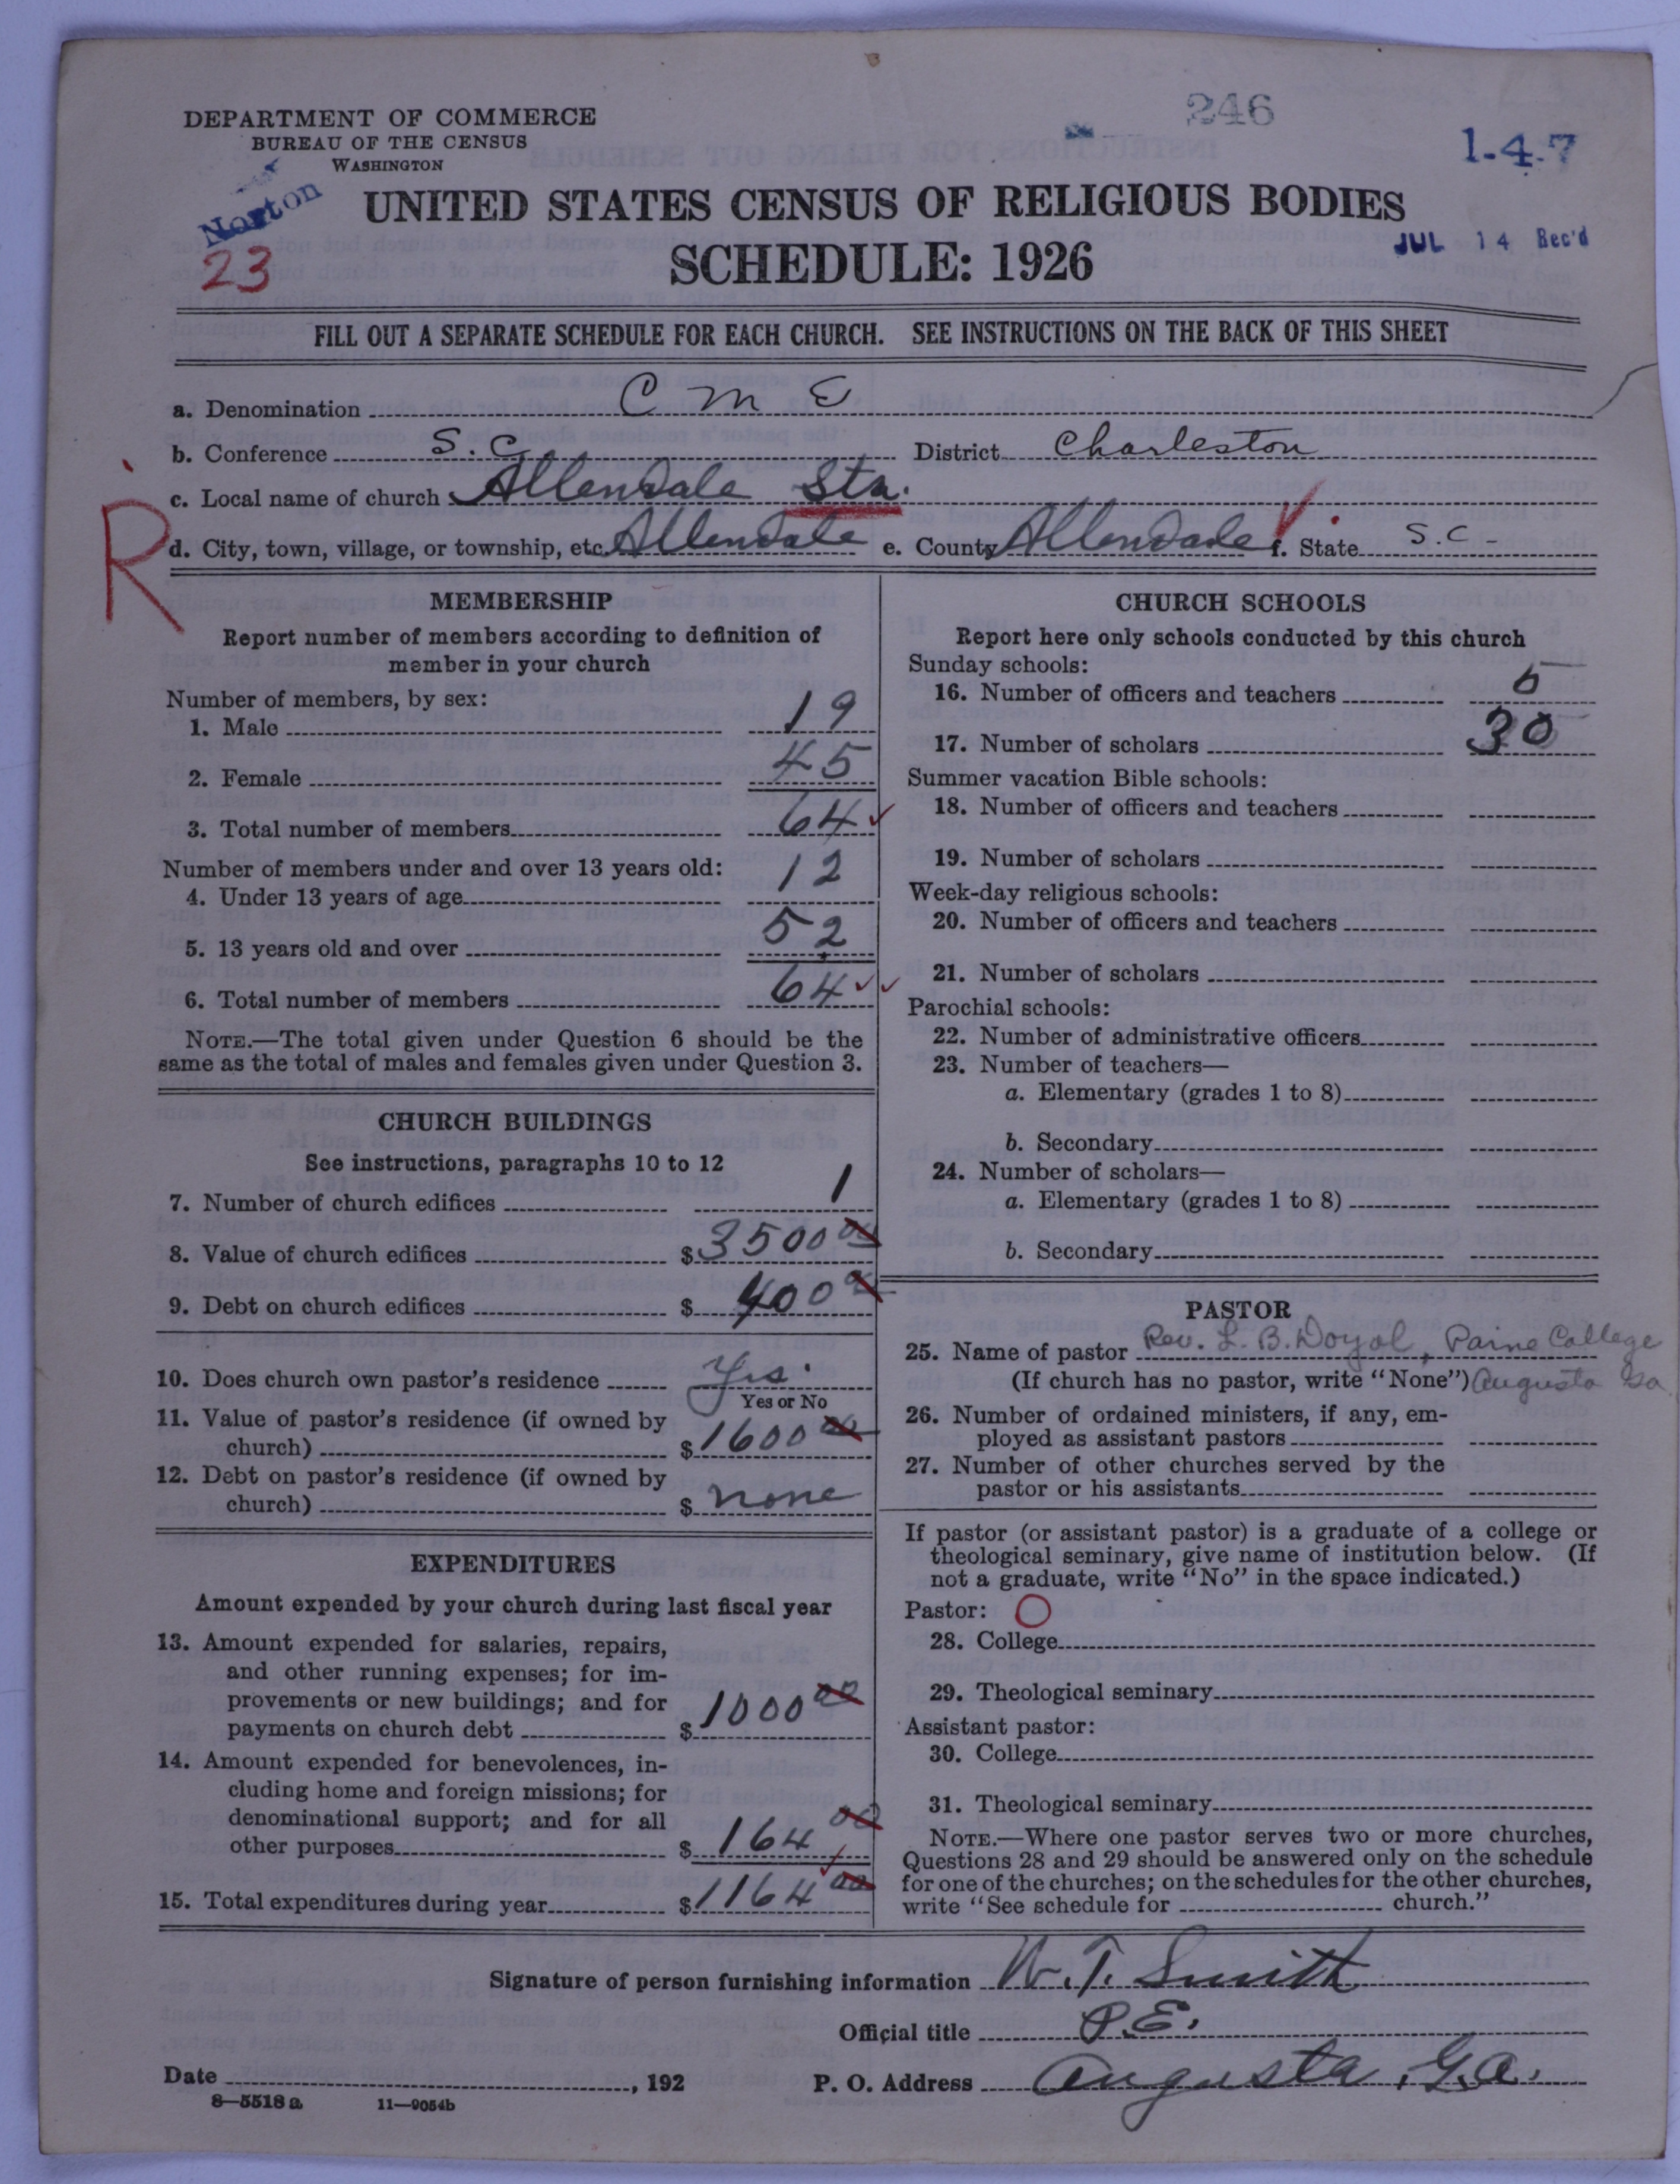 DEPARTMENT OF COMMERCE
BUREAU OF THE CENSUS
WASHINGTON
246
1-4-7
Norton
23
UNITED STATES CENSUS OF RELIGIOUS BODIES
SCHEDULE: 1926
JUL 14 Rec'd
FILL OUT A SEPARATE SCHEDULE FOR EACH CHURCH. SEE INSTRUCTIONS ON THE BACK OF THIS SHEET
a. Denomination C M E
b. Conference S. C. District Charleston
c. Local name of church Allendale Sta.
R
d. City, town, village, or township, etc. Allendale e. County Allendale f. State S.C.
MEMBERSHIP
Report number of members according to definition of
member in your church
Number of members, by sex:
1. Male 19
2. Female 45
3. Total number of members 64
Number of members under and over 13 years old:
4. Under 13 years of age 12
5. 13 years old and over 52
6. Total number of members 64
NOTE.—The total given under Question 6 should be the
same as the total of males and females given under Question 3.
CHURCH BUILDINGS
See instructions, paragraphs 10 to 12
7. Number of church edifices 1
8. Value of church edifices $3500 00
9. Debt on church edifices $400 00
10. Does church own pastor's residence Yes
Yes or No
11. Value of pastor's residence (if owned by
church) $1600 00
12. Debt on pastor's residence (if owned by
church) $ none
EXPENDITURES
Amount expended by your church during last fiscal year
13. Amount expended for salaries, repairs,
and other running expenses; for im-
provements or new buildings; and for
payments on church debt $1000 00
14. Amount expended for benevolences, in-
cluding home and foreign missions; for
denominational support; and for all
other purposes $164 00
15. Total expenditures during year $1164 00
CHURCH SCHOOLS
Report here only schools conducted by this church
Sunday schools:
16. Number of officers and teachers
17. Number of scholars 30
Summer vacation Bible schools:
18. Number of officers and teachers
19. Number of scholars
Week-day religious schools:
20. Number of officers and teachers
21. Number of scholars
Parochial schools:
22. Number of administrative officers
23. Number of teachers—
a. Elementary (grades 1 to 8)
b. Secondary
24. Number of scholars—
a. Elementary (grades 1 to 8)
b. Secondary
PASTOR
25. Name of pastor Rev. L. B. Doyal, Paine College
(If church has no pastor, write "None") Augusta Ga
26. Number of ordained ministers, if any, em-
ployed as assistant pastors
27. Number of other churches served by the
pastor or his assistants
If pastor (or assistant pastor) is a graduate of a college or
theological seminary, give name of institution below. (If
not a graduate, write "No" in the space indicated.)
Pastor:
28. College
29. Theological seminary
Assistant pastor:
30. College
31. Theological seminary
NOTE.—Where one pastor serves two or more churches,
Questions 28 and 29 should be answered only on the schedule
for one of the churches; on the schedules for the other churches,
write "See schedule for church."
Signature of person furnishing information W. T. Smith
Official title P.E.
Date , 192 P. O. Address Augusta, Ga.
8—5518 a 11—9054b